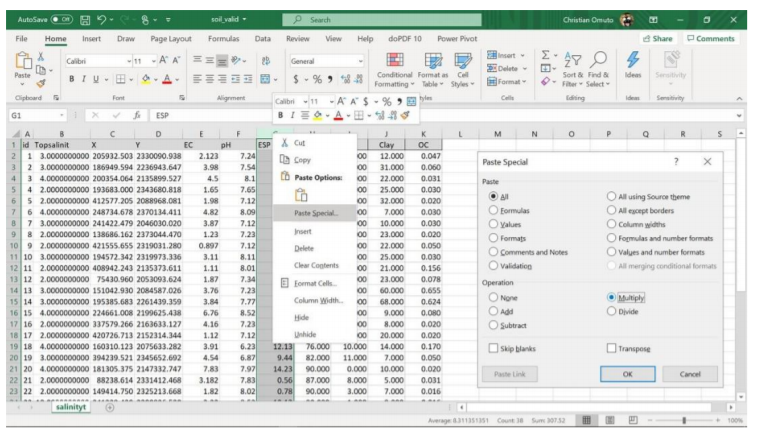 AutoSave Off soil_valid Search Christian Omuto
File Home Insert Draw Page Layout Formulas Data Review View Help doPDF 10 Power Pivot Share Comments
Paste Calibri 11 General Conditional Formatting Format as Table Cell Styles Insert Delete Format Sort & Filter Find & Select Ideas Sensitivity
Clipboard Font Alignment Cells Editing Ideas Sensitivity
Calibri 11
G1 fx ESP
A B C D E F J K L M N O P Q R S
1 id Topsalinit X Y EC pH ESP Clay OC
2 1 3.0000000000 205932.503 2330090.938 2.123 7.24 12.000 0.047
3 2 3.0000000000 186949.594 2236943.647 3.98 7.54 31.000 0.060
4 3 3.0000000000 200354.064 2135899.527 4.5 8.1 22.000 0.031
5 4 2.0000000000 193683.000 2343680.818 1.65 7.65 25.000 0.030
6 5 2.0000000000 412577.205 2088968.081 1.98 7.12 32.000 0.020
7 6 4.0000000000 248734.678 2370134.411 4.82 8.09 7.000 0.030
8 7 3.0000000000 241422.479 2046030.020 3.87 7.12 10.000 0.030
9 8 2.0000000000 138686.162 2373044.470 1.23 7.23 23.000 0.020
10 9 2.0000000000 421555.655 2319031.280 0.897 7.12 22.000 0.050
11 10 3.0000000000 194572.342 2319973.336 3.11 8.11 25.000 0.030
12 11 2.0000000000 408942.243 2135373.611 1.11 8.01 21.000 0.156
13 12 2.0000000000 75430.960 2053093.624 1.87 7.34 23.000 0.078
14 13 3.0000000000 151042.930 2084587.026 3.76 7.23 60.000 0.655
15 14 3.0000000000 195385.683 2261439.359 3.84 7.77 68.000 0.624
16 15 4.0000000000 224661.008 2199625.438 6.76 8.52 9.000 0.080
17 16 2.0000000000 337579.266 2163633.127 4.16 7.23 8.000 0.020
18 17 2.0000000000 420726.713 2152314.344 1.12 7.12 20.000 0.020
19 18 4.0000000000 160310.123 2075633.282 3.91 6.23 12.13 76.000 10.000 14.000 0.170
20 19 3.0000000000 394239.521 2345652.692 4.54 6.87 9.44 82.000 11.000 7.000 0.050
21 20 4.0000000000 181305.375 2147332.747 7.83 7.97 14.23 90.000 0.000 10.000 0.020
22 21 2.0000000000 88238.614 2331412.468 3.182 7.83 0.56 87.000 8.000 5.000 0.031
23 22 2.0000000000 149414.750 2325213.668 1.82 8.02 0.78 90.000 3.000 7.000 0.016
Cut
Copy
Paste Options:
Paste Special...
Insert
Delete
Clear Contents
Format Cells...
Column Width...
Hide
Unhide
Paste Special ? ×
Paste
All All using Source theme
Formulas All except borders
Values Column widths
Formats Formulas and number formats
Comments and Notes Values and number formats
Validation All merging conditional formats
Operation
None Multiply
Add Divide
Subtract
Skip blanks Transpose
Paste Link OK Cancel
salinityt
Average: 8.311351351 Count: 38 Sum: 307.52 100%